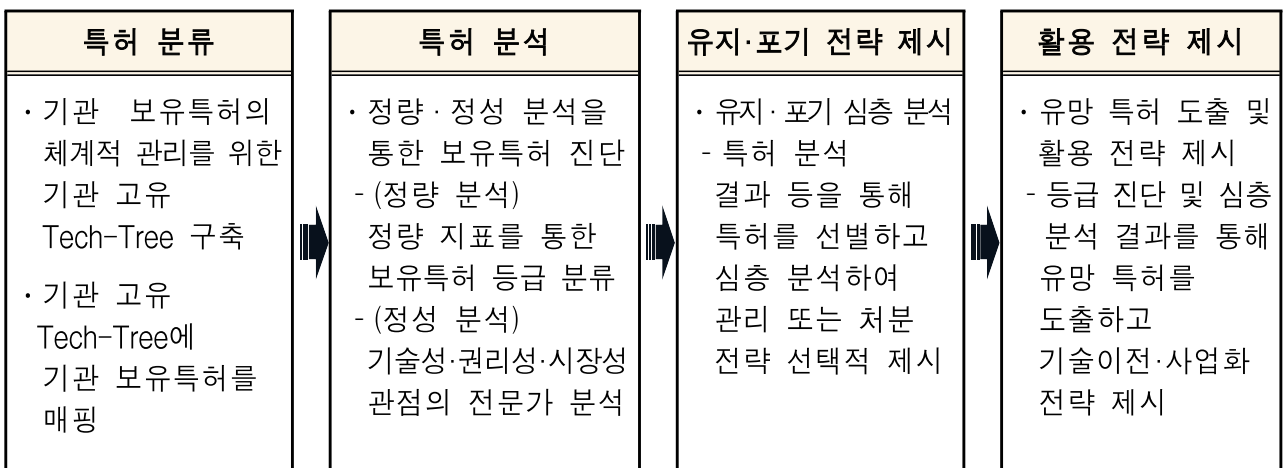 특허 분류
· 기관 보유특허의
체계적 관리를 위한
기관 고유
Tech-Tree 구축
· 기관 고유
Tech-Tree에
기관 보유특허를
매핑
특허 분석
· 정량 · 정성 분석을
통한 보유특허 진단
- (정량 분석)
정량 지표를 통한
보유특허 등급 분류
- (정성 분석)
기술성·권리성·시장성
관점의 전문가 분석
유지·포기 전략 제시
· 유지 · 포기 심층 분석
- 특허 분석
결과 등을 통해
특허를 선별하고
심층 분석하여
관리 또는 처분
전략 선택적 제시
활용 전략 제시
· 유망 특허 도출 및
활용 전략 제시
- 등급 진단 및 심층
분석 결과를 통해
유망 특허를
도출하고
기술이전·사업화
전략 제시